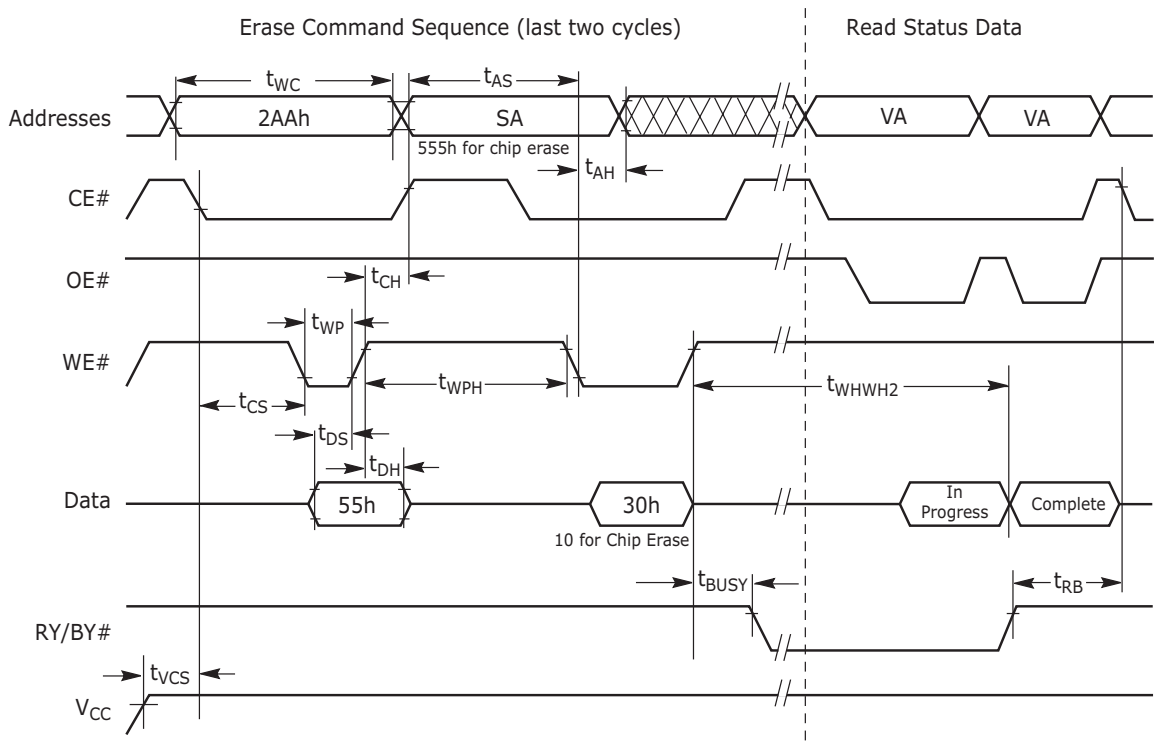 Erase Command Sequence (last two cycles)
Read Status Data
tWC
tAS
Addresses
2AAh
SA
VA
VA
555h for chip erase
tAH
CE#
OE#
tCH
tWP
WE#
tWPH
tWHWH2
tCS
tDS
tDH
Data
55h
30h
In
Progress
Complete
10 for Chip Erase
tBUSY
tRB
RY/BY#
tVCS
VCC